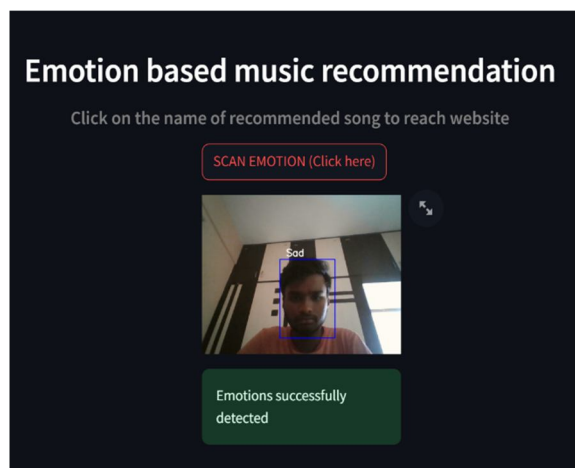 Emotion based music recommendation
Click on the name of recommended song to reach website
SCAN EMOTION (Click here)
Sad
Emotions successfully
detected